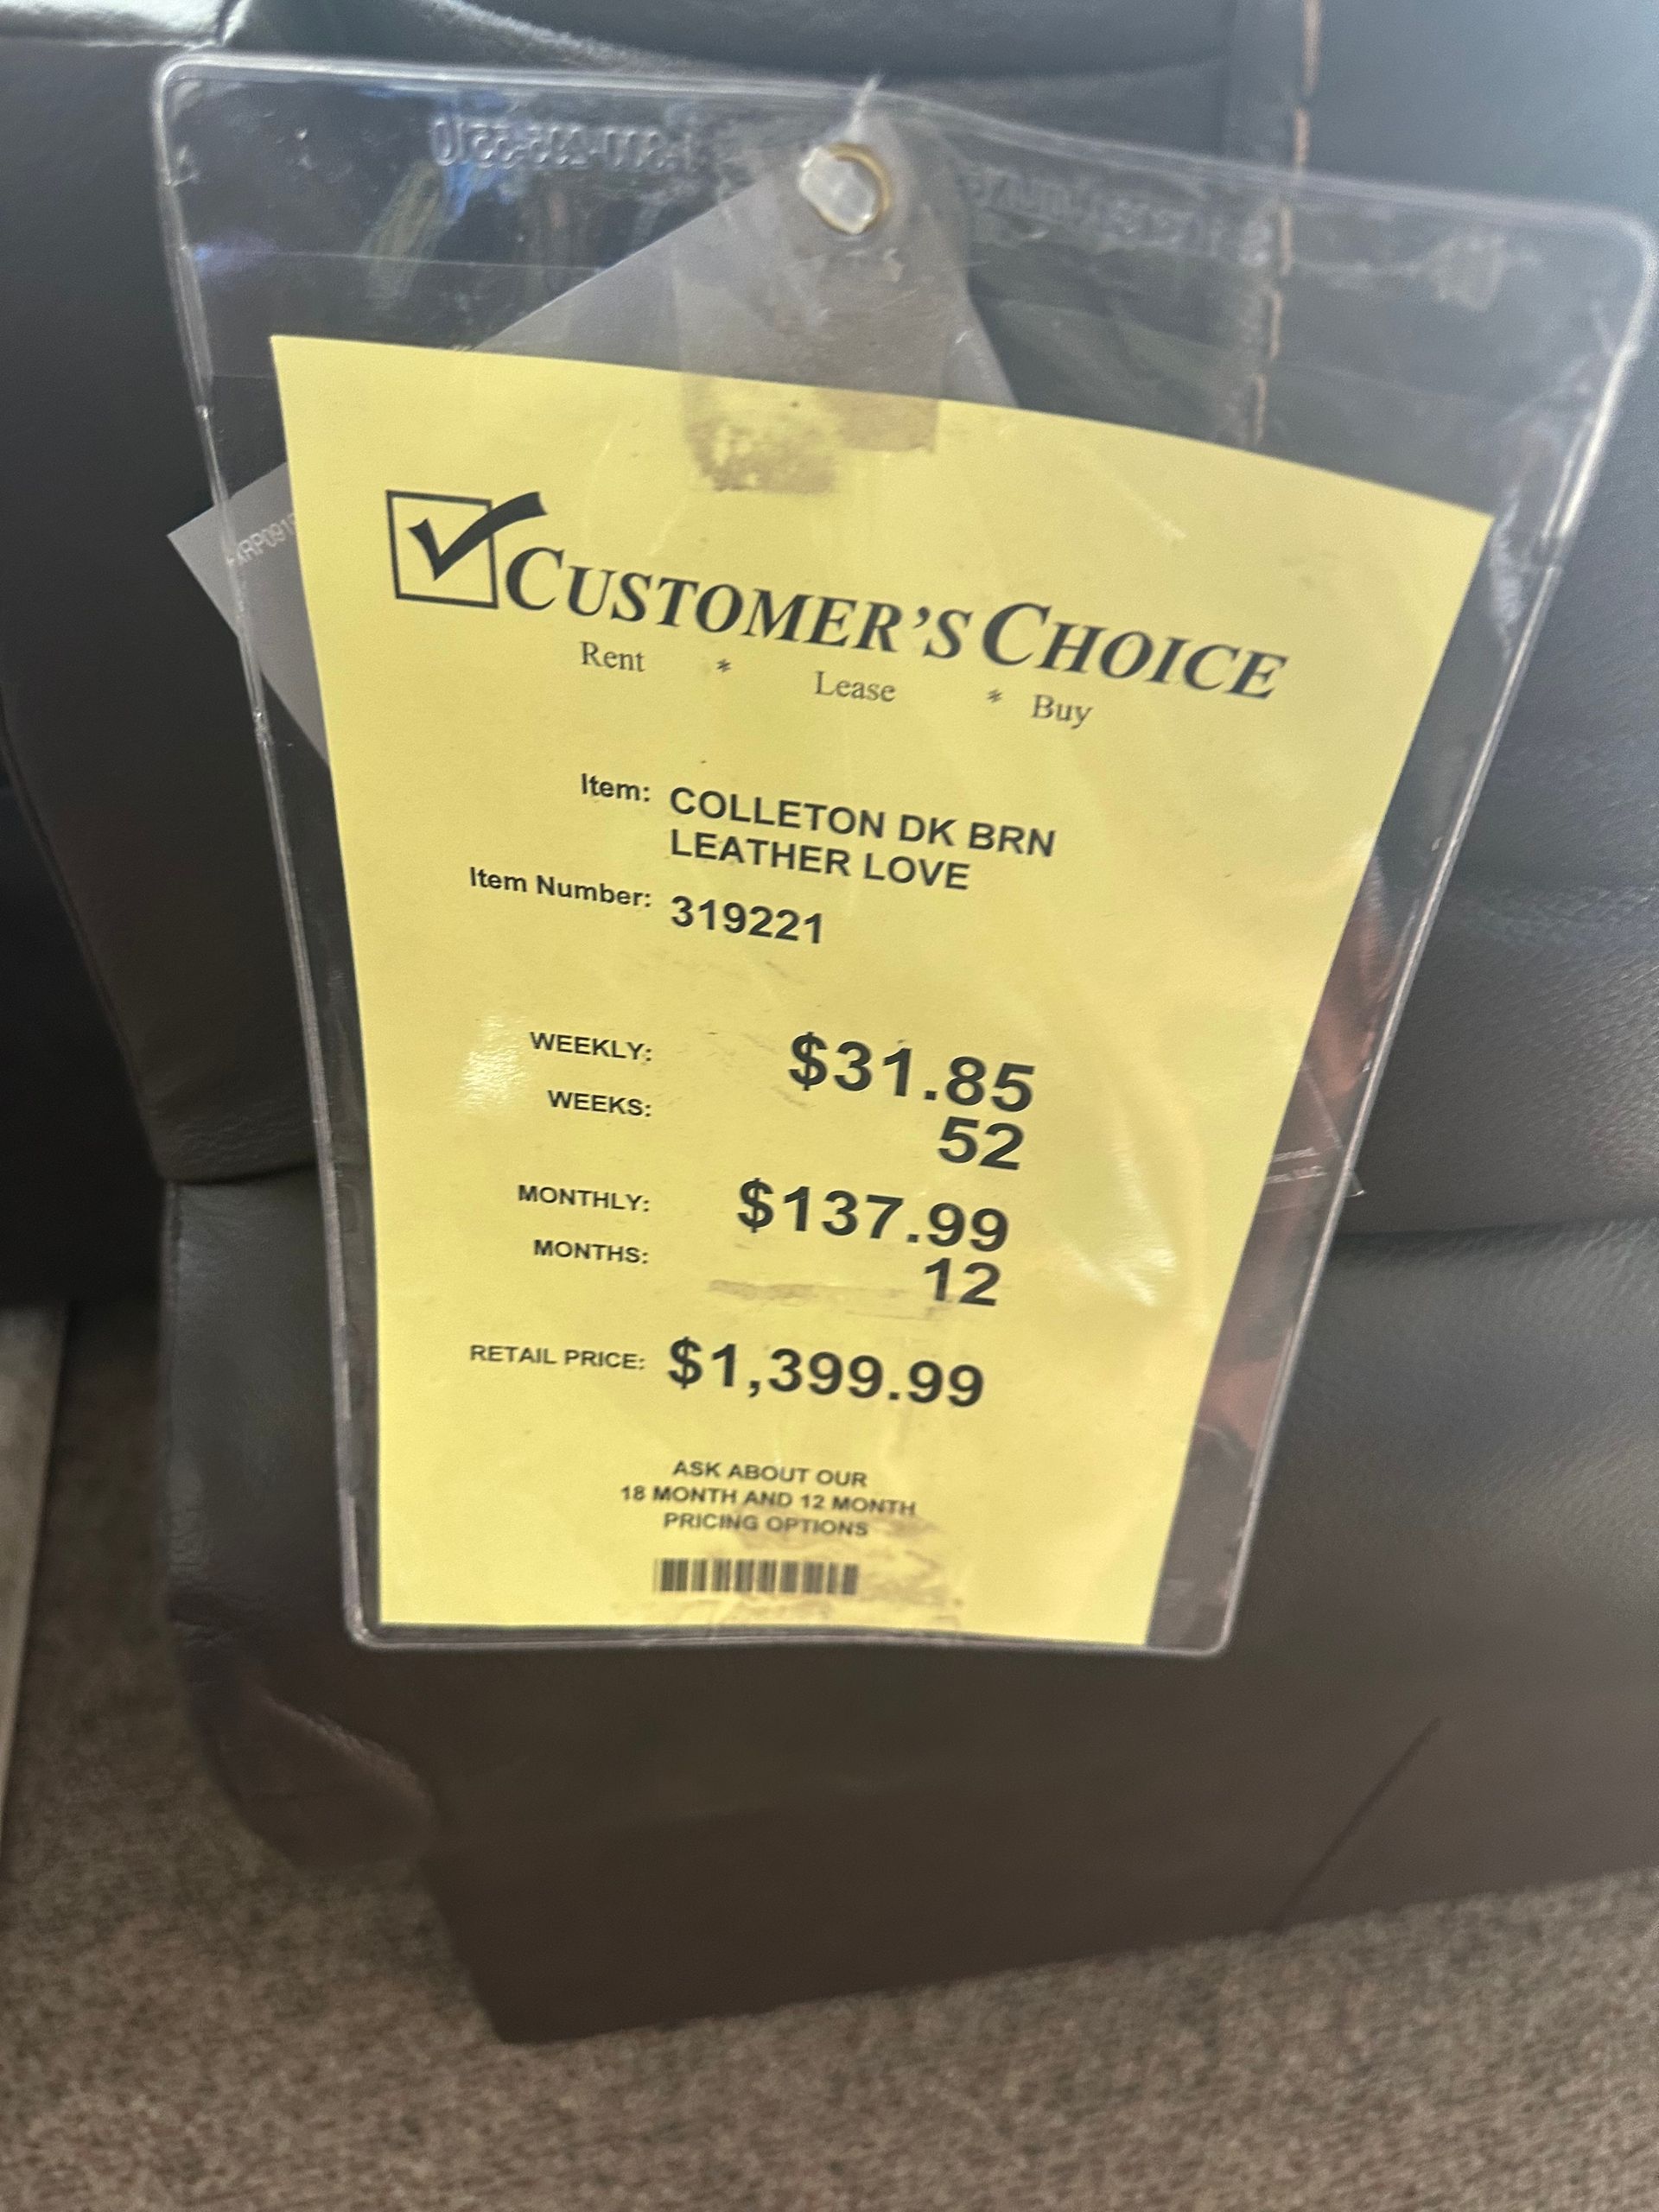 CUSTOMER'S CHOICE
Rent * Lease * Buy
Item: COLLETON DK BRN
LEATHER LOVE
Item Number: 319221
WEEKLY: $31.85
WEEKS: 52
MONTHLY: $137.99
MONTHS: 12
RETAIL PRICE: $1,399.99
ASK ABOUT OUR
18 MONTH AND 12 MONTH
PRICING OPTIONS